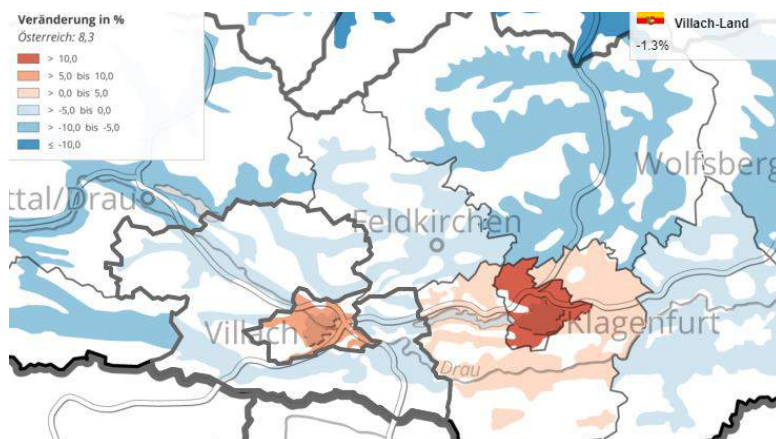 Veränderung in %
Österreich: 8,3
> 10,0
> 5,0 bis 10,0
> 0,0 bis 5,0
> -5,0 bis 0,0
> -10,0 bis -5,0
≤ -10,0
Villach-Land
-1.3%
Wolfsberg
ttal/Drau
Feldkirchen
Villach
Klagenfurt
Drau